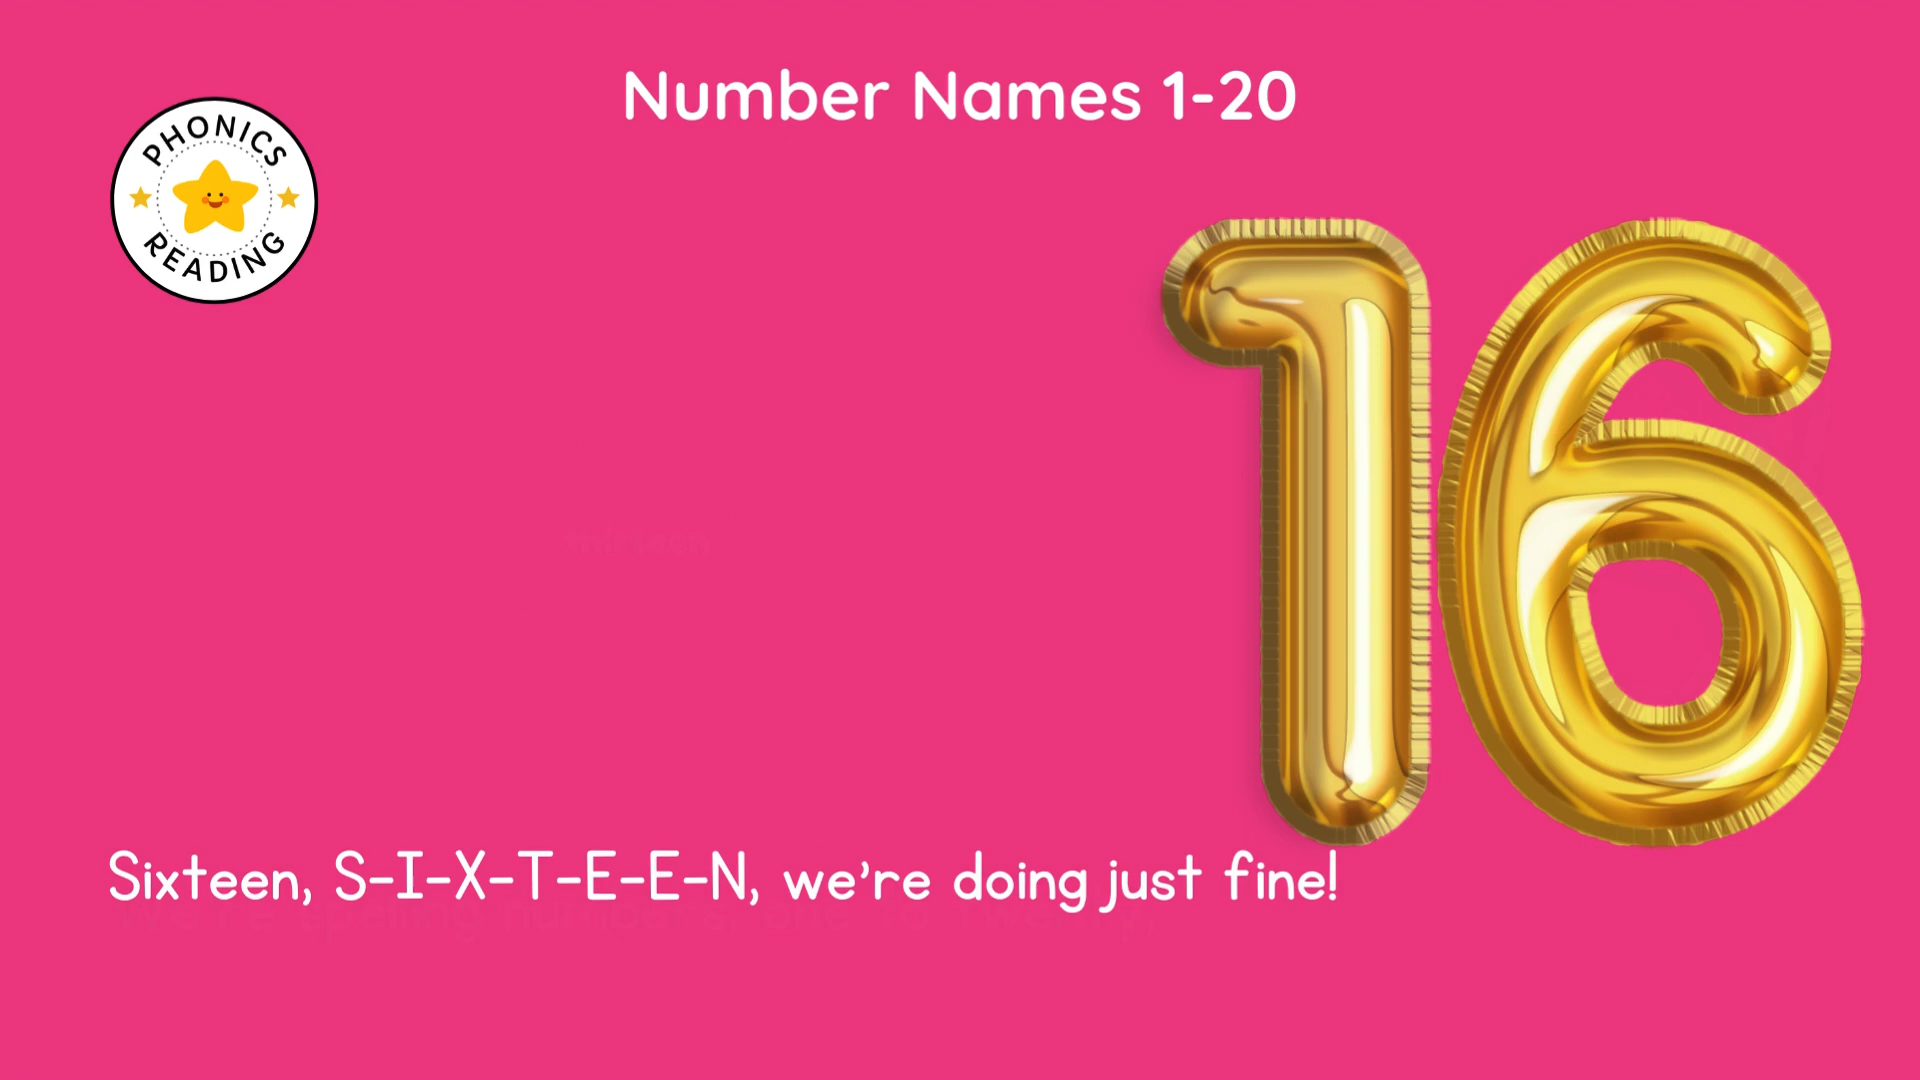 Number Names 1-20
PHONICS
READING
16
Sixteen, S-I-X-T-E-E-N, we're doing just fine!